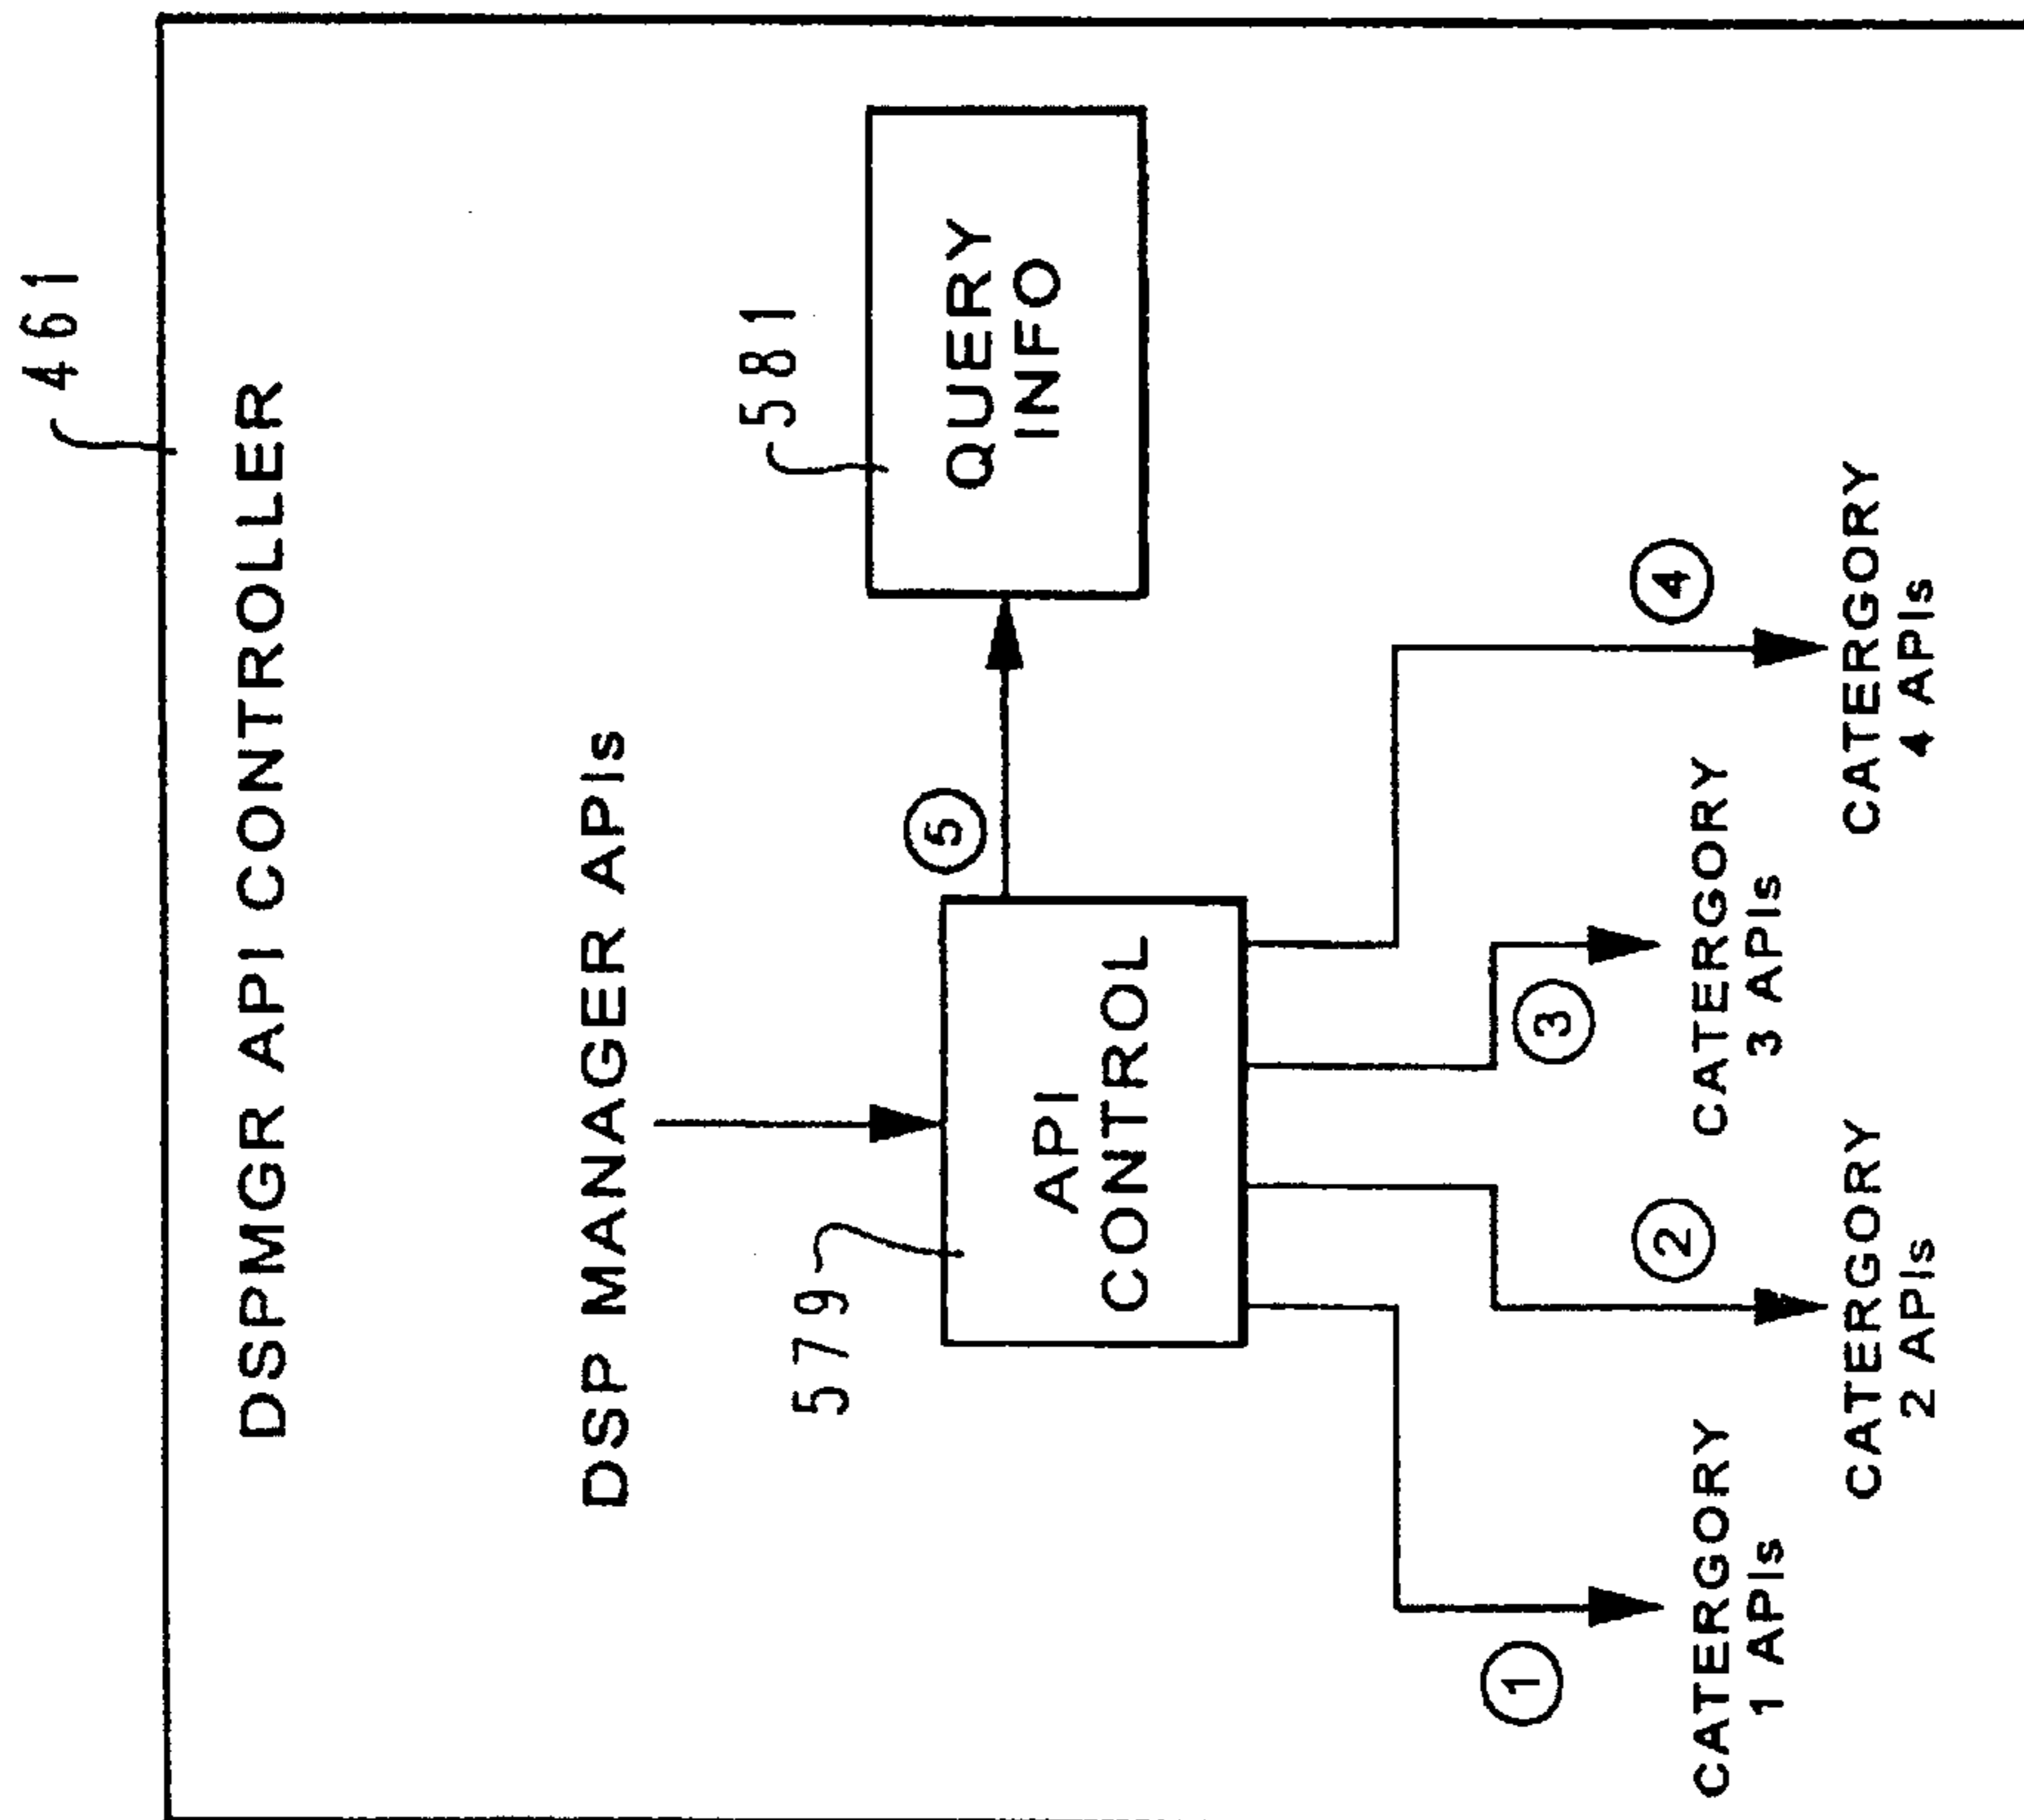 461
DSPMGR API CONTROLLER
DSP MANAGER APIs
579
API
CONTROL
5
581
QUERY
INFO
1
CATERGORY
1 APIs
2
CATERGORY
2 APIs
3
CATERGORY
3 APIs
4
CATERGORY
4 APIs